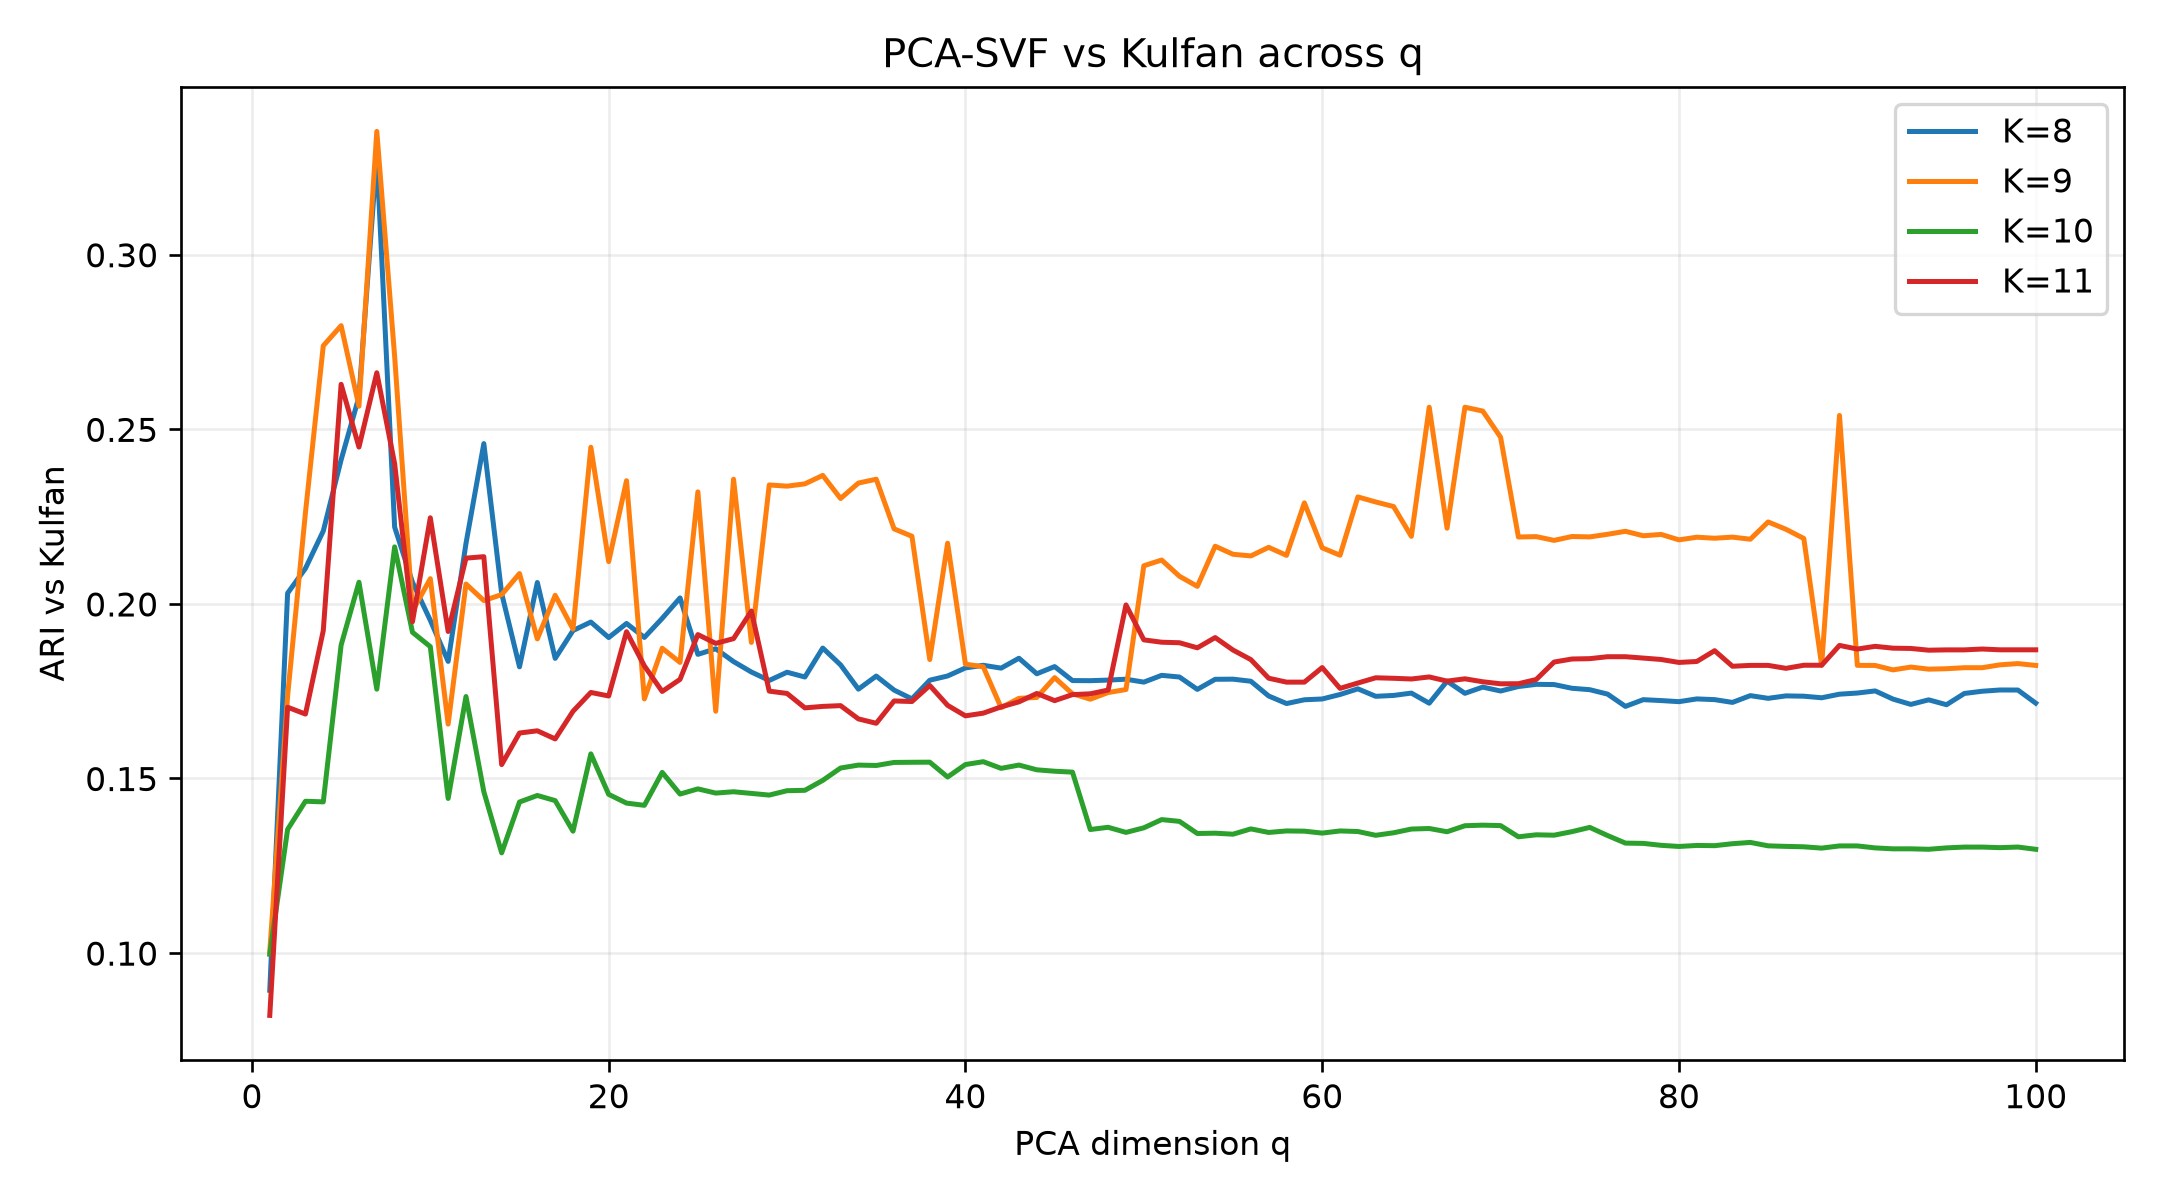 PCA-SVF vs Kulfan across q
K=8
K=9
K=10
K=11
ARI vs Kulfan
0.30
0.25
0.20
0.15
0.10
0 20 40 60 80 100
PCA dimension q